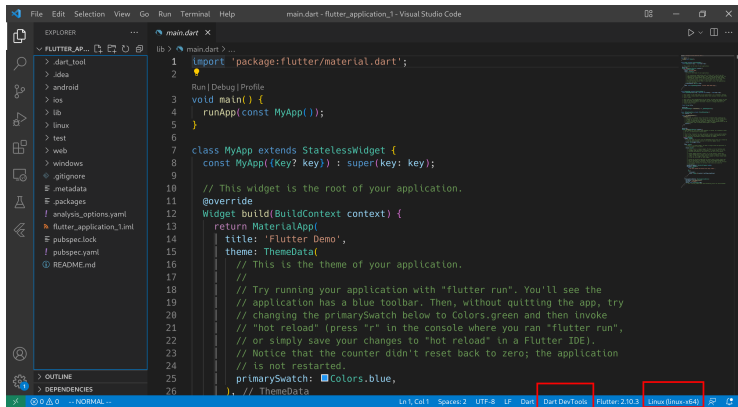 File Edit Selection View Go Run Terminal Help main.dart - flutter_application_1 - Visual Studio Code
EXPLORER
FLUTTER_AP...
.dart_tool
.idea
android
ios
lib
linux
test
web
windows
.gitignore
.metadata
.packages
analysis_options.yaml
flutter_application_1.iml
pubspec.lock
pubspec.yaml
README.md
OUTLINE
DEPENDENCIES
main.dart
lib > main.dart > ...
1 import 'package:flutter/material.dart';
2
Run | Debug | Profile
3 void main() {
4 runApp(const MyApp());
5 }
6
7 class MyApp extends StatelessWidget {
8 const MyApp({Key? key}) : super(key: key);
9
10 // This widget is the root of your application.
11 @override
12 Widget build(BuildContext context) {
13 return MaterialApp(
14 title: 'Flutter Demo',
15 theme: ThemeData(
16 // This is the theme of your application.
17 //
18 // Try running your application with "flutter run". You'll see the
19 // application has a blue toolbar. Then, without quitting the app, try
20 // changing the primarySwatch below to Colors.green and then invoke
21 // "hot reload" (press "r" in the console where you ran "flutter run",
22 // or simply save your changes to "hot reload" in a Flutter IDE).
23 // Notice that the counter didn't reset back to zero; the application
24 // is not restarted.
25 primarySwatch: Colors.blue,
26 ), // ThemeData
1
0 0 -- NORMAL -- Ln 1, Col 1 Spaces: 2 UTF-8 LF Dart Dart DevTools Flutter: 2.10.3 Linux (linux-x64)